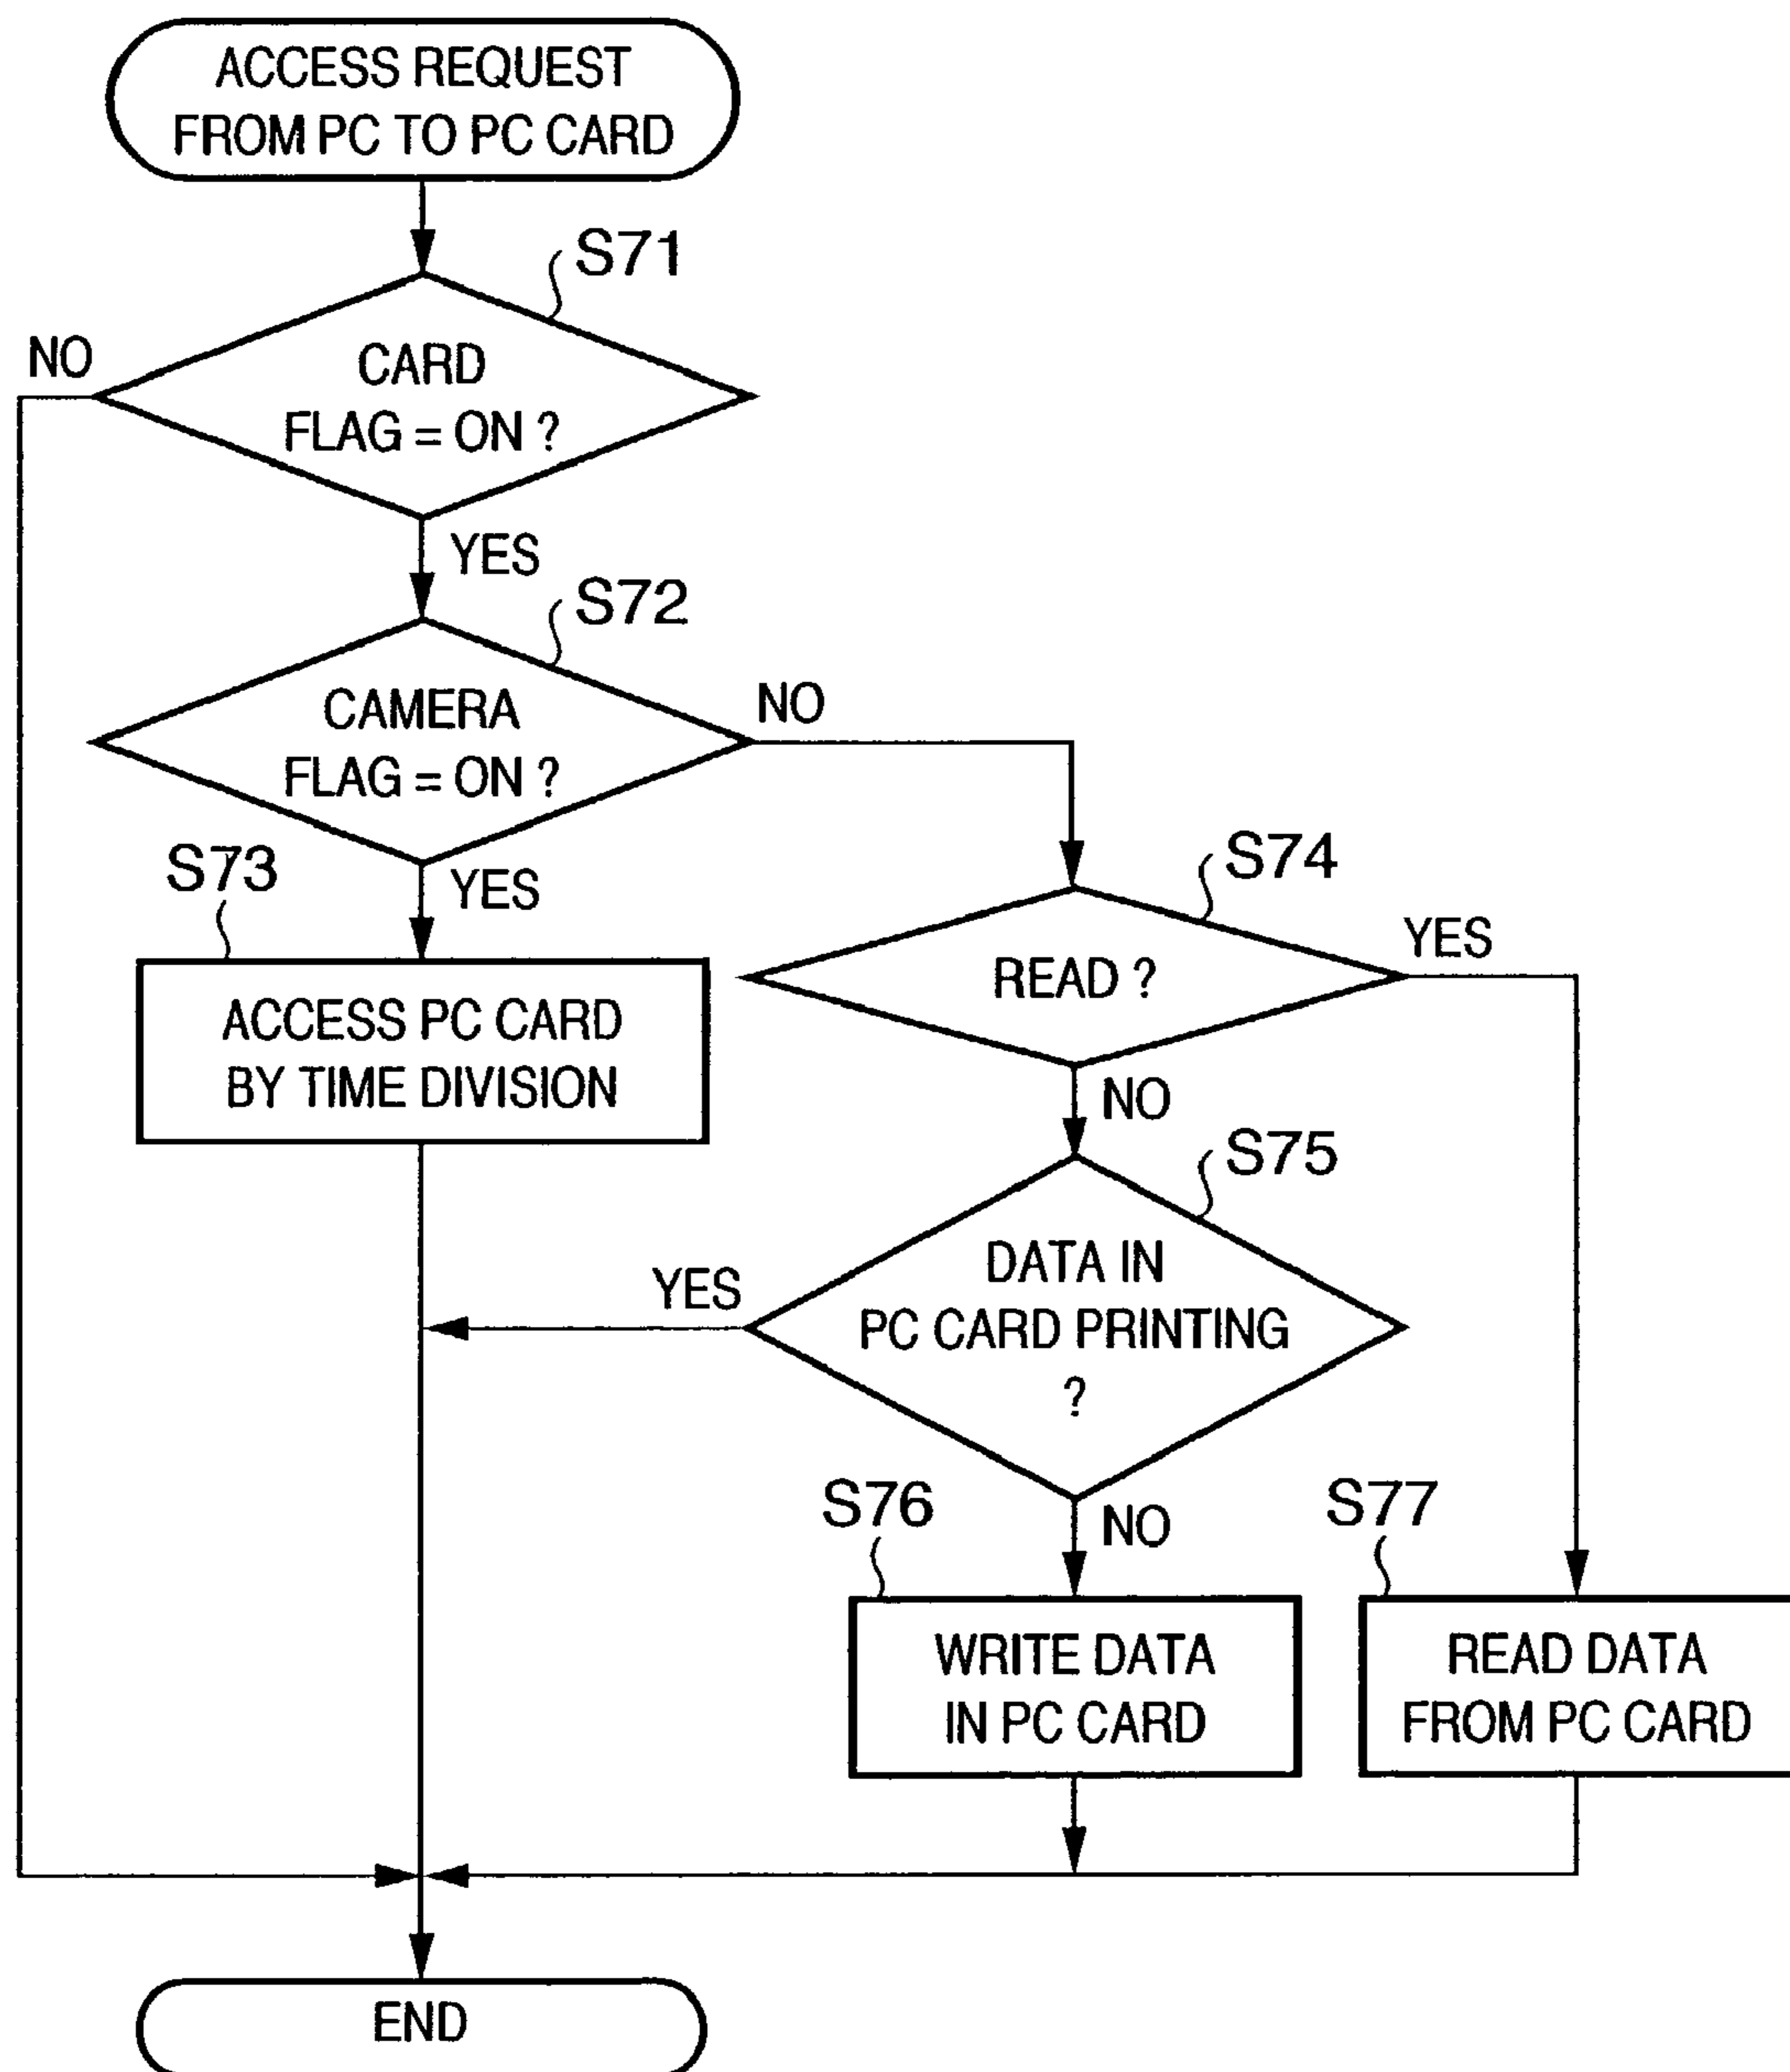 ACCESS REQUEST
FROM PC TO PC CARD
S71
NO
CARD
FLAG = ON ?
YES
S72
CAMERA
FLAG = ON ?
NO
S73
YES
S74
YES
READ ?
ACCESS PC CARD
BY TIME DIVISION
NO
S75
DATA IN
PC CARD PRINTING
?
YES
S76
NO
S77
WRITE DATA
IN PC CARD
READ DATA
FROM PC CARD
END